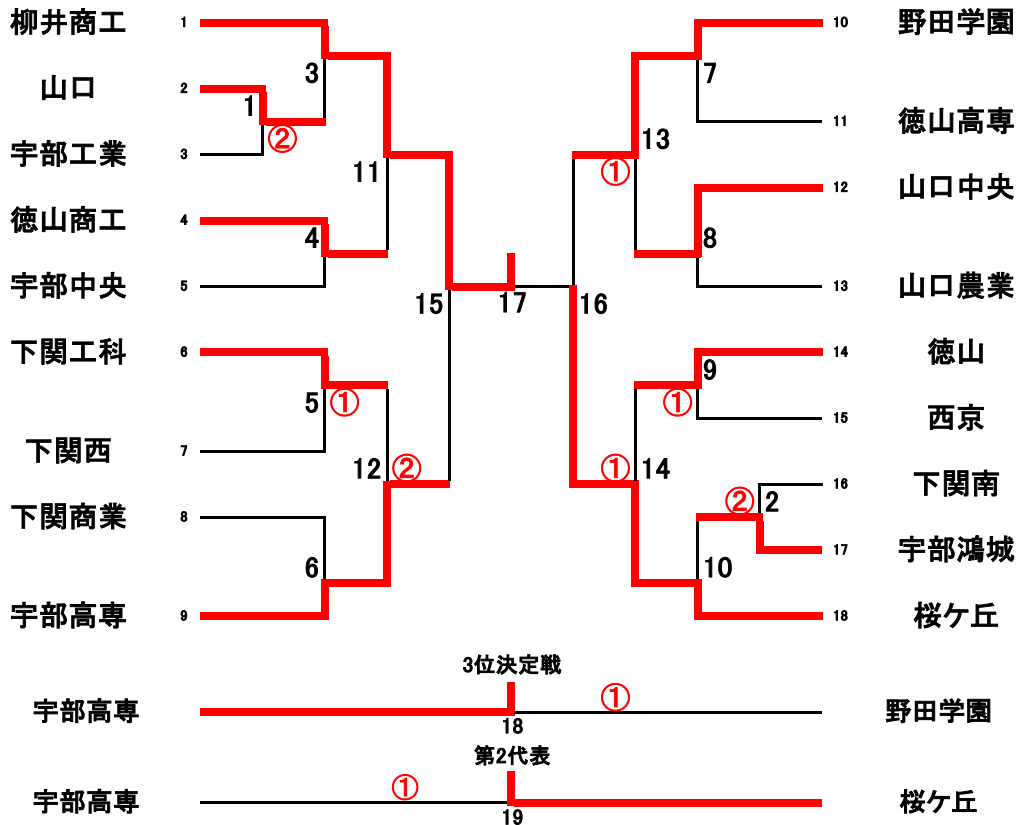 柳井商工 1 10 野田学園
3 7
山口 2
1 ②
11 徳山高専
宇部工業 3
13
11 ①
12 山口中央
徳山商工 4
4 8
宇部中央 5 13 山口農業
15 17 16
下関工科 6 14 徳山
9
5 ① ①
15 西京
下関西 7
12 ② ① 14
16 下関南
② 2
下関商業 8
17 宇部鴻城
6 10
宇部高専 9 18 桜ケ丘
3位決定戦
宇部高専 ① 野田学園
18
第2代表
宇部高専 ① 桜ケ丘
19